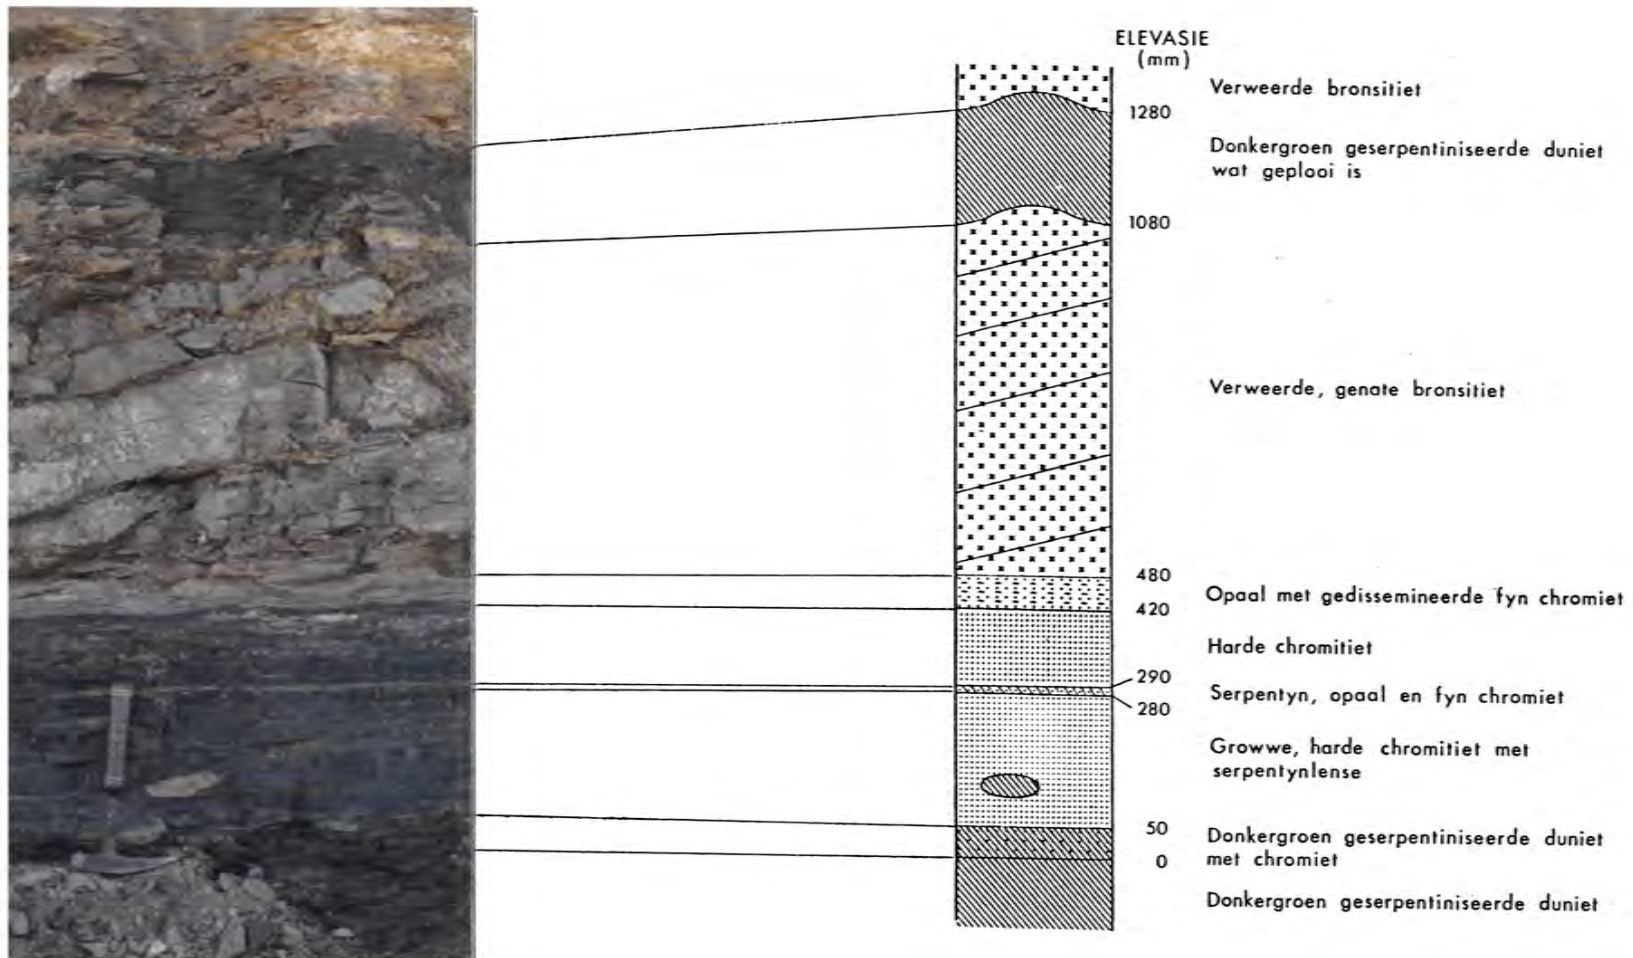 ELEVASIE
(mm)
Verweerde bronsitiet
1280
Donkergroen geserpentiniseerde duniet
wat geplooi is
1080
Verweerde, genate bronsitiet
480
Opaal met gedissemineerde fyn chromiet
420
Harde chromitiet
290
Serpentyn, opaal en fyn chromiet
280
Growwe, harde chromitiet met
serpentynlense
50
Donkergroen geserpentiniseerde duniet
met chromiet
0
Donkergroen geserpentiniseerde duniet